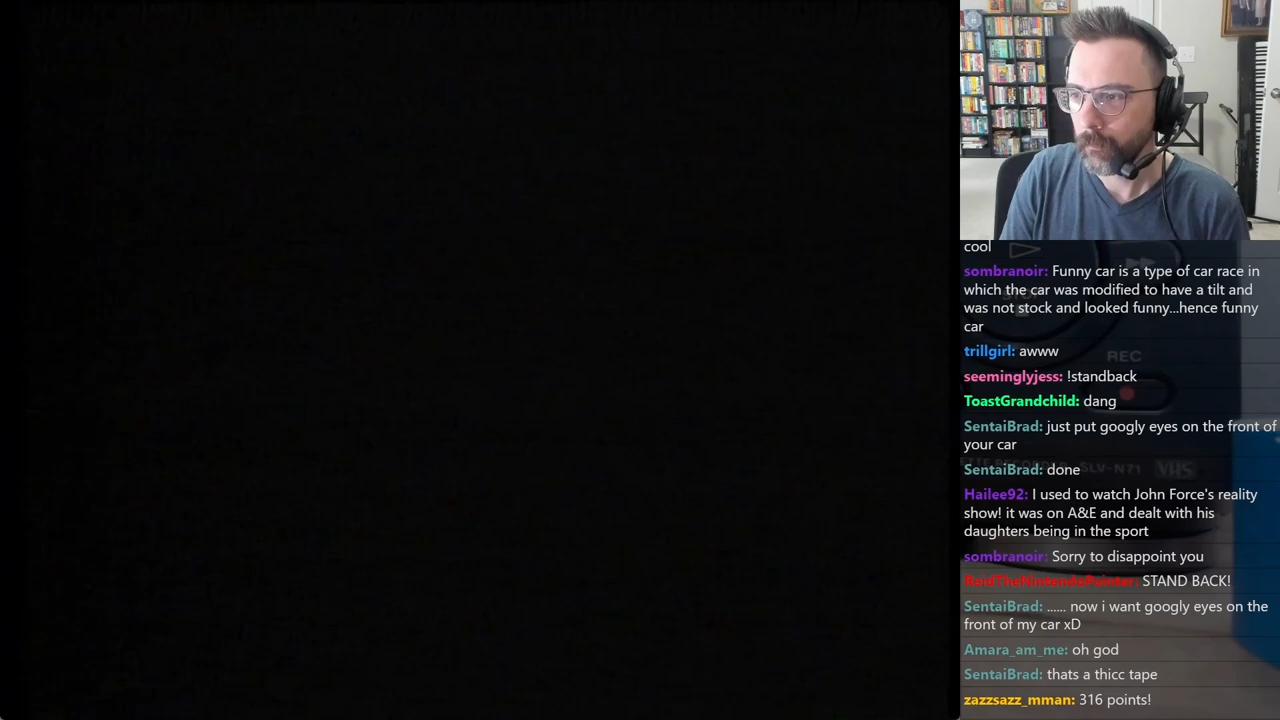 cool
sombranoir: Funny car is a type of car race in
which the car was modified to have a tilt and
was not stock and looked funny...hence funny
car
trillgirl: awww
REC
seeminglyjess: !standback
ToastGrandchild: dang
SentaiBrad: just put googly eyes on the front of
your car
SentaiBrad: done
SLV-N71 VHS
Hailee92: I used to watch John Force's reality
show! it was on A&E and dealt with his
daughters being in the sport
sombranoir: Sorry to disappoint you
RoidTheNintendoPointer: STAND BACK!
SentaiBrad: ...... now i want googly eyes on the
front of my car xD
Amara_am_me: oh god
SentaiBrad: thats a thicc tape
zazzsazz_mman: 316 points!